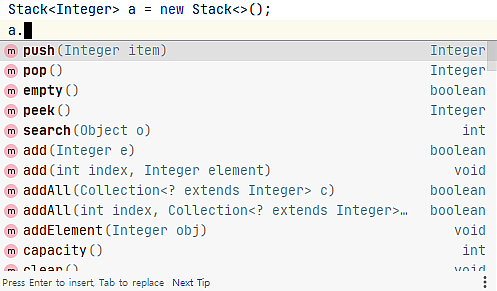 Stack<Integer> a = new Stack<>();
a.
m push(Integer item) Integer
m pop() Integer
m empty() boolean
m peek() Integer
m search(Object o) int
m add(Integer e) boolean
m add(int index, Integer element) void
m addAll(Collection<? extends Integer> c) boolean
m addAll(int index, Collection<? extends Integer>… boolean
m addElement(Integer obj) void
m capacity() int
m clear() void
Press Enter to insert, Tab to replace Next Tip